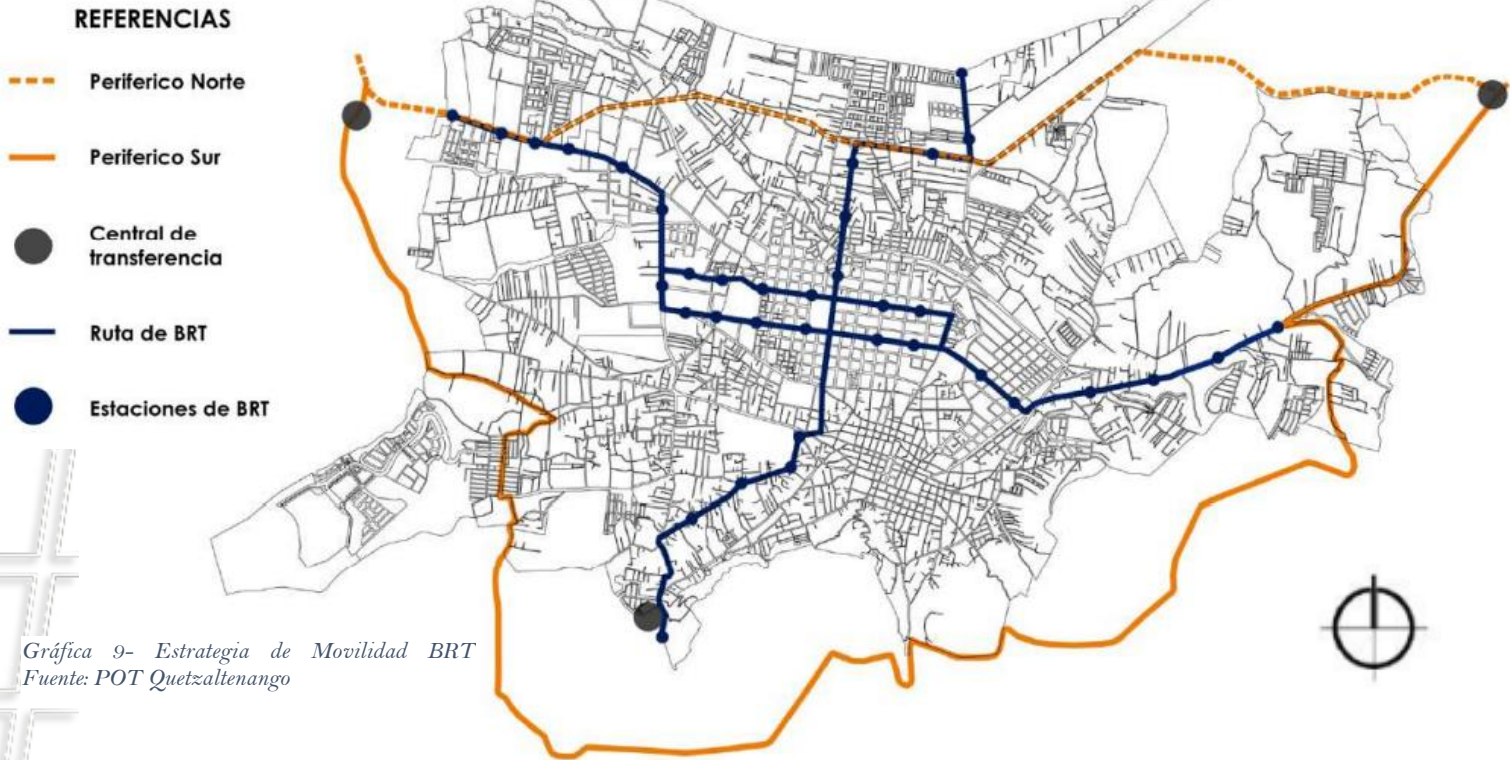 REFERENCIAS
Periferico Norte
Periferico Sur
Central de
transferencia
Ruta de BRT
Estaciones de BRT
Gráfica 9- Estrategia de Movilidad BRT
Fuente: POT Quetzaltenango